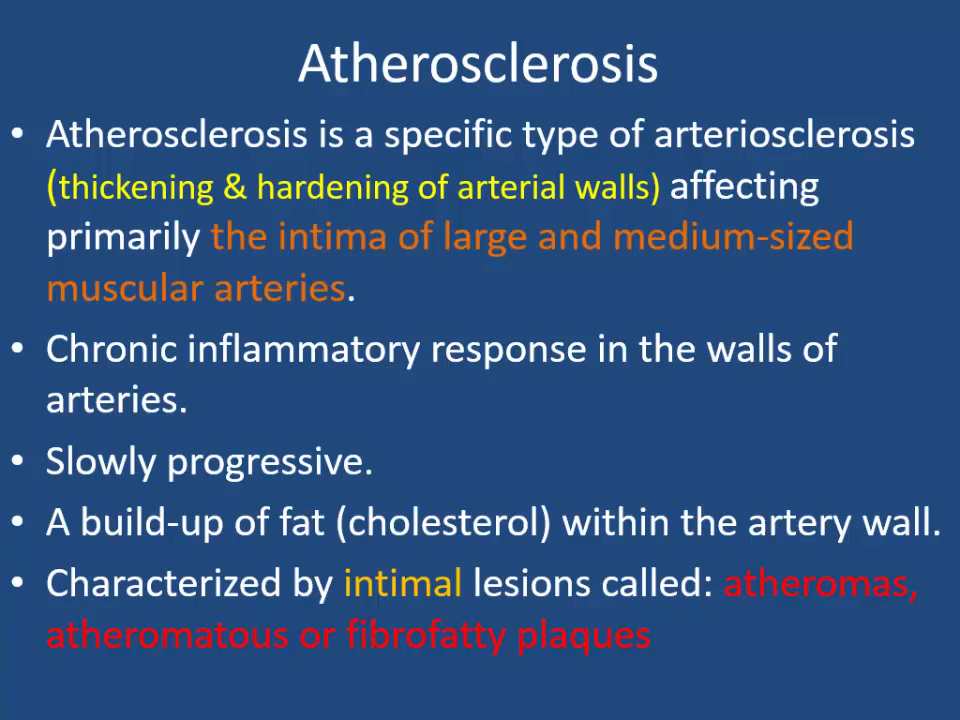 Atherosclerosis
• Atherosclerosis is a specific type of arteriosclerosis
(thickening & hardening of arterial walls) affecting
primarily the intima of large and medium-sized
muscular arteries.
• Chronic inflammatory response in the walls of
arteries.
• Slowly progressive.
• A build-up of fat (cholesterol) within the artery wall.
• Characterized by intimal lesions called: atheromas,
atheromatous or fibrofatty plaques